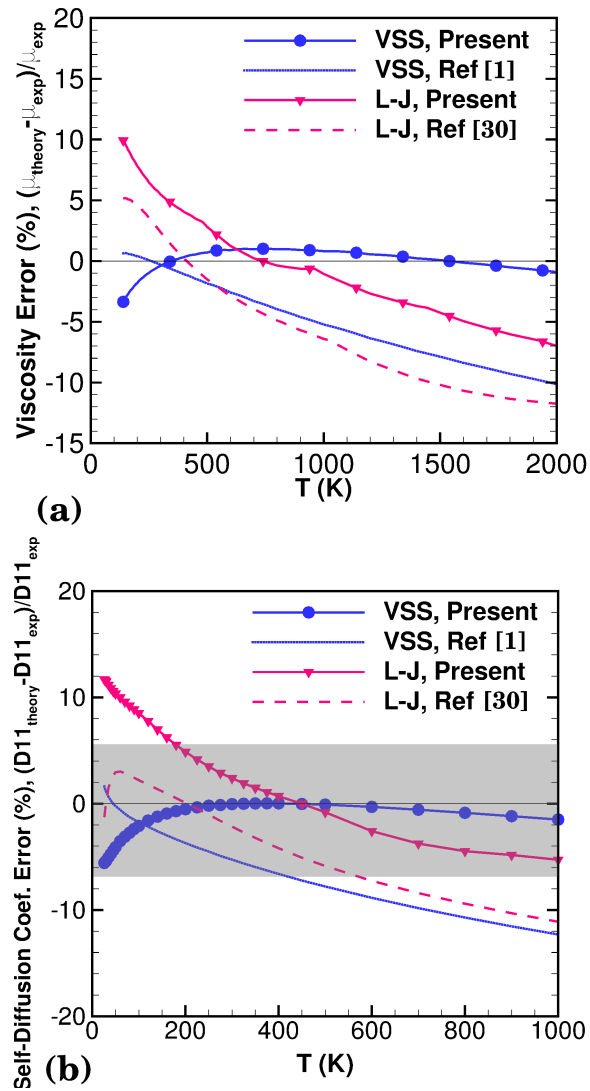 Viscosity Error (%), (μtheory-μexp)/μexp
20
15
10
5
0
-5
-10
-15
VSS, Present
VSS, Ref [1]
L-J, Present
L-J, Ref [30]
0 500 1000 1500 2000
T (K)
(a)
Self-Diffusion Coef. Error (%), (D11theory-D11exp)/D11exp
20
10
0
-10
-20
VSS, Present
VSS, Ref [1]
L-J, Present
L-J, Ref [30]
0 200 400 600 800 1000
T (K)
(b)